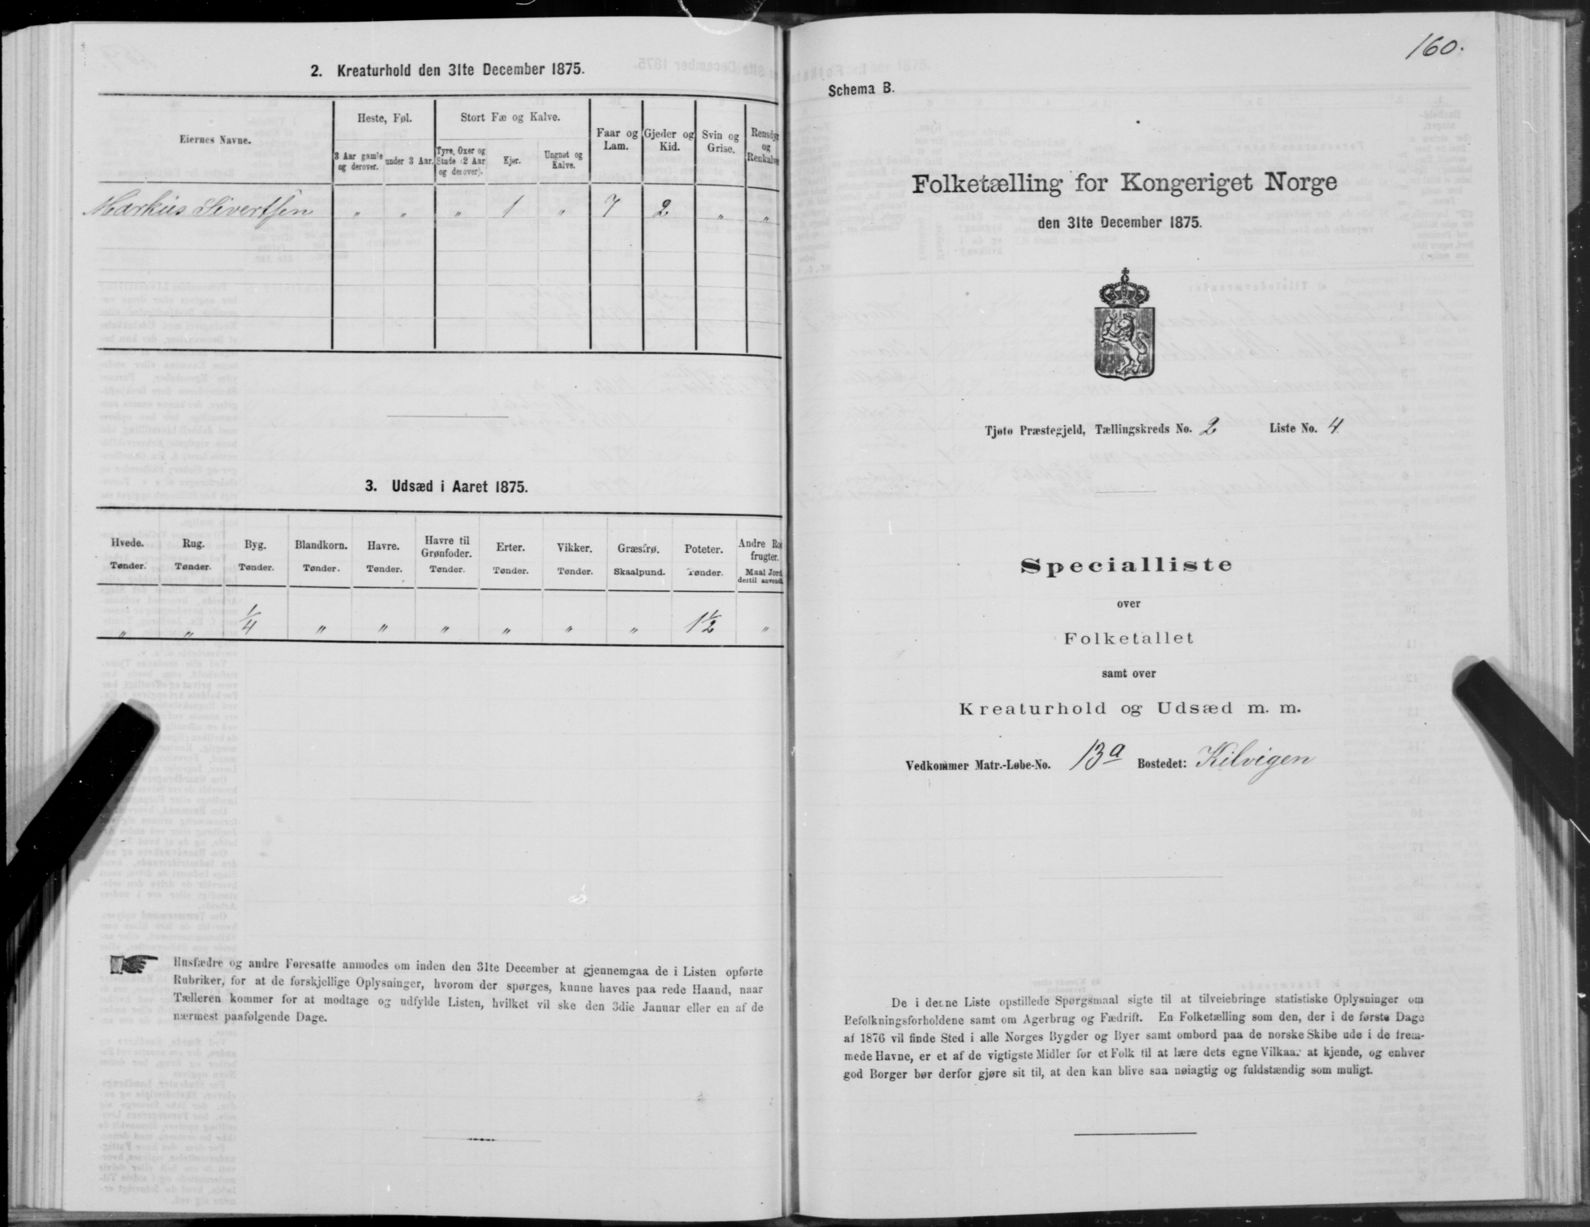 2. Kreaturhold den 31te December 1875.
Eiernes Navne.
Heste, Føl.
3 Aar gamle og derover.
under 3 Aar.
Stort Fæ og Kalve.
Tyre, Oxer og Stude (2 Aar og derover).
Kjør.
Ungnøt og Kalve.
Faar og Lam.
Gjeder og Kid.
Svin og Grise.
Rensdyr og Renkalve
Markus Sivertsen " " " 1 " 7 2 " "
3. Udsæd i Aaret 1875.
Hvede. Rug. Byg. Blandkorn. Havre. Havre til Grønfoder. Erter. Vikker. Græsfrø. Poteter. Andre Ro frugter.
Tønder. Tønder. Tønder. Tønder. Tønder. Tønder. Tønder. Tønder. Skaalpund. Tønder. Maal Jord dertil anvendt
" " 1/4 " " " " " " 1 1/2 "
Husfædre og andre Foresatte anmodes om inden den 31te December at gjennemgaa de i Listen opførte
Rubriker, for at de forskjellige Oplysninger, hvorom der spørges, kunne haves paa rede Haand, naar
Tælleren kommer for at modtage og udfylde Listen, hvilket vil ske den 3die Januar eller en af de
nærmest paafølgende Dage.
160.
Schema B.
Folketælling for Kongeriget Norge
den 31te December 1875.
Tjøtø Præstegjeld, Tællingskreds No. 2 Liste No. 4
Specialliste
over
Folketallet
samt over
Kreaturhold og Udsæd m. m.
Vedkommer Matr.-Løbe-No. 13a Bostedet: Kilvigen
De i denne Liste opstillede Spørgsmaal sigte til at tilveiebringe statistiske Oplysninger om
Befolkningsforholdene samt om Agerbrug og Fædrift. En Folketælling som den, der i de første Dage
af 1876 vil finde Sted i alle Norges Bygder og Byer samt ombord paa de norske Skibe ude i de frem-
mede Havne, er et af de vigtigste Midler for et Folk til at lære dets egne Vilkaar at kjende, og enhver
god Borger bør derfor gjøre sit til, at den kan blive saa nøiagtig og fuldstændig som muligt.